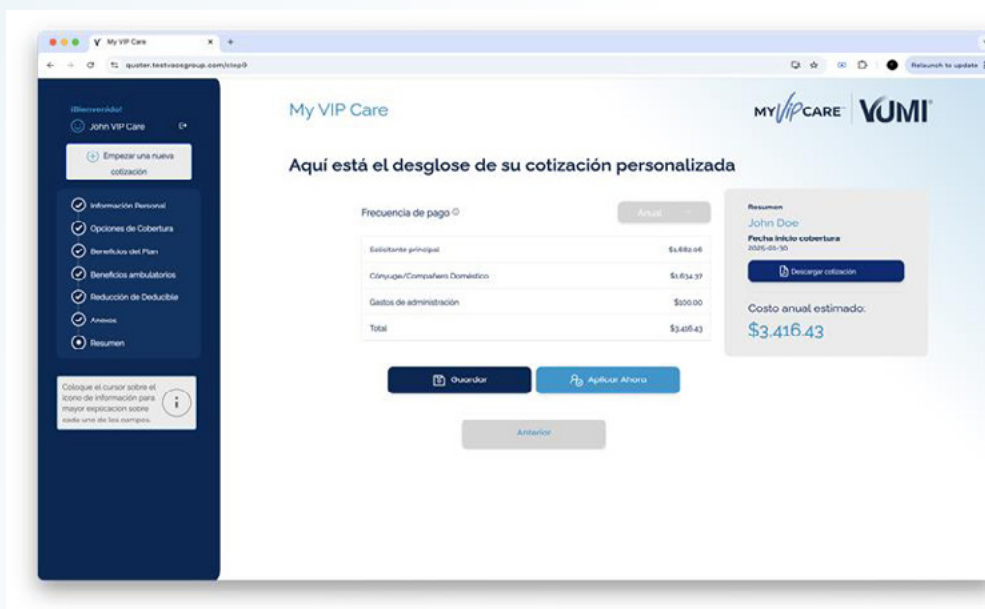 My VIP Care
quoter.testvacsgroup.com/step9
Relaunch to update
¡Bienvenido!
John VIP Care
Empezar una nueva
cotización
Información Personal
Opciones de Cobertura
Beneficios del Plan
Beneficios ambulatorios
Reducción de Deducible
Anexos
Resumen
Coloque el cursor sobre el
icono de información para
mayor explicación sobre
cada uno de los campos.
My VIP Care
MY VIP CARE
VUMI
Aquí está el desglose de su cotización personalizada
Frecuencia de pago
Anual
Solicitante principal $1,682.06
Cónyuge/Compañero Doméstico $1,634.37
Gastos de administración $100.00
Total $3,416.43
Guardar
Aplicar Ahora
Anterior
Resumen
John Doe
Fecha inicio cobertura
2025-01-30
Descargar cotización
Costo anual estimado:
$3,416.43